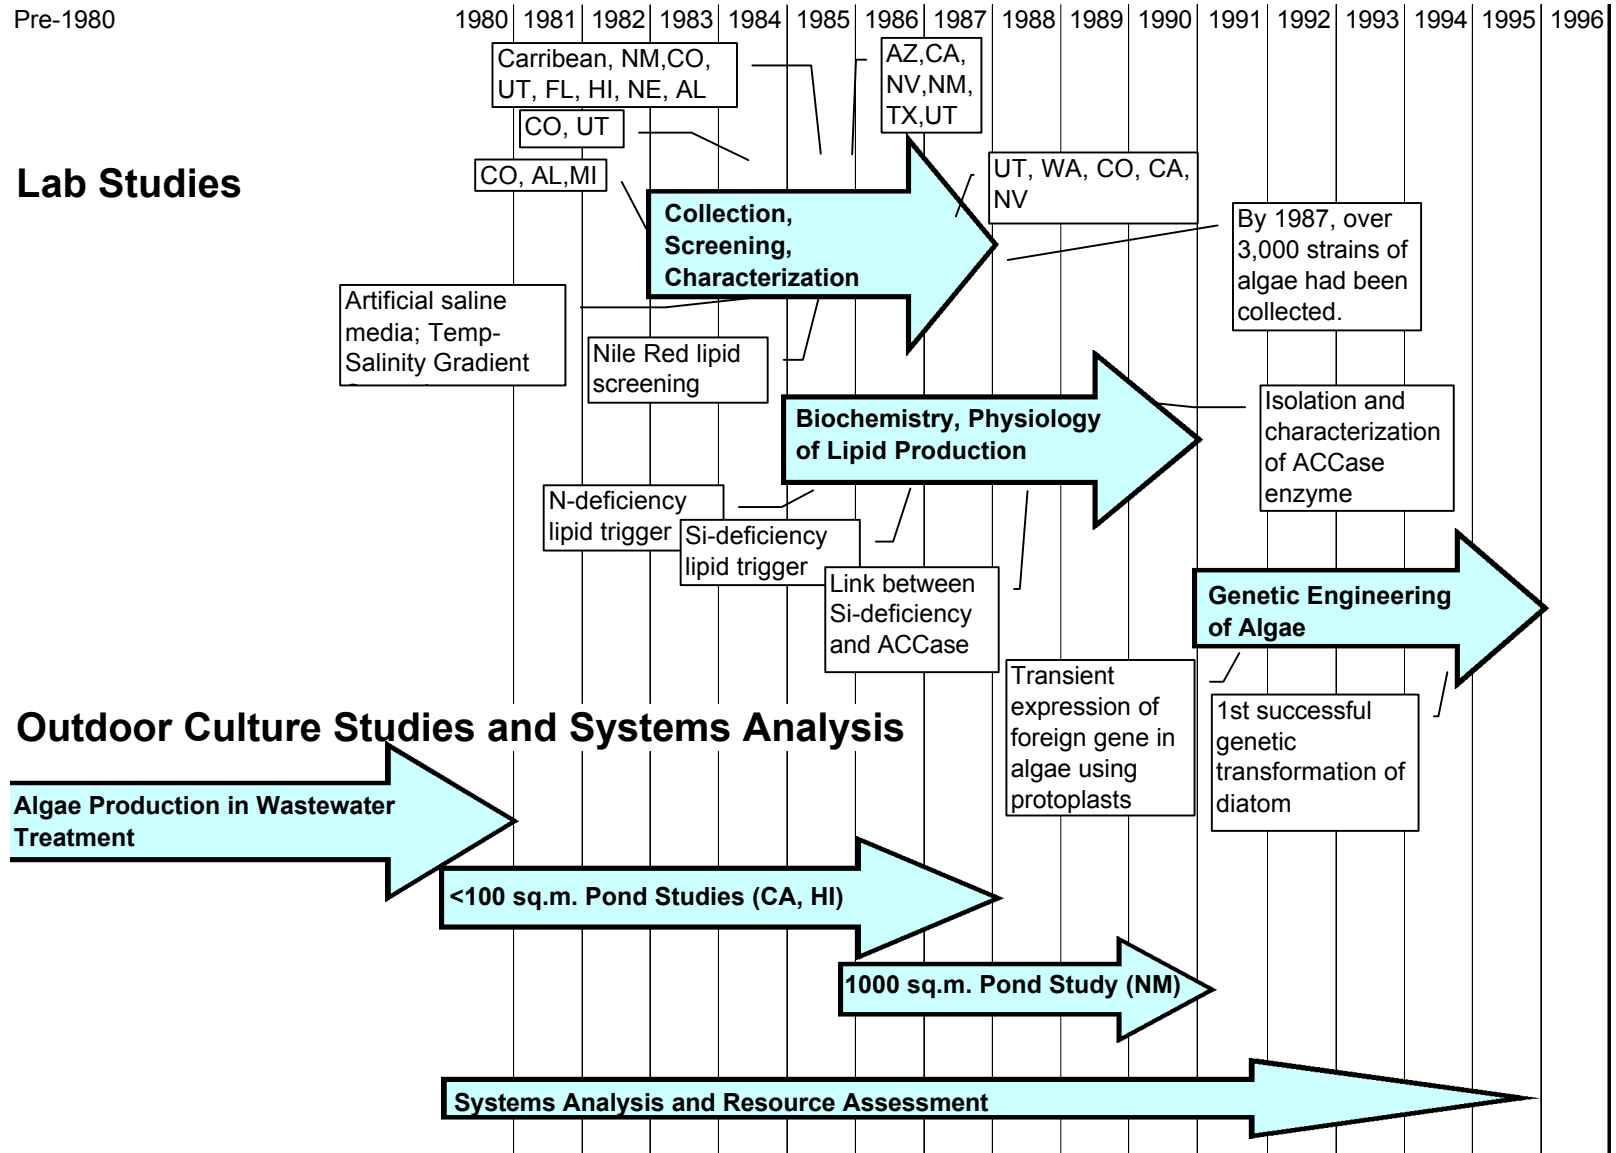 Pre-1980 1980 1981 1982 1983 1984 1985 1986 1987 1988 1989 1990 1991 1992 1993 1994 1995 1996
Carribean, NM,CO,
UT, FL, HI, NE, AL
AZ,CA,
NV,NM,
TX,UT
CO, UT
CO, AL,MI
UT, WA, CO, CA,
NV
Lab Studies
Collection,
Screening,
Characterization
By 1987, over
3,000 strains of
algae had been
collected.
Artificial saline
media; Temp-
Salinity Gradient
Nile Red lipid
screening
Biochemistry, Physiology
of Lipid Production
Isolation and
characterization
of ACCase
enzyme
N-deficiency
lipid trigger
Si-deficiency
lipid trigger
Link between
Si-deficiency
and ACCase
Genetic Engineering
of Algae
Transient
expression of
foreign gene in
algae using
protoplasts
1st successful
genetic
transformation of
diatom
Outdoor Culture Studies and Systems Analysis
Algae Production in Wastewater
Treatment
<100 sq.m. Pond Studies (CA, HI)
1000 sq.m. Pond Study (NM)
Systems Analysis and Resource Assessment